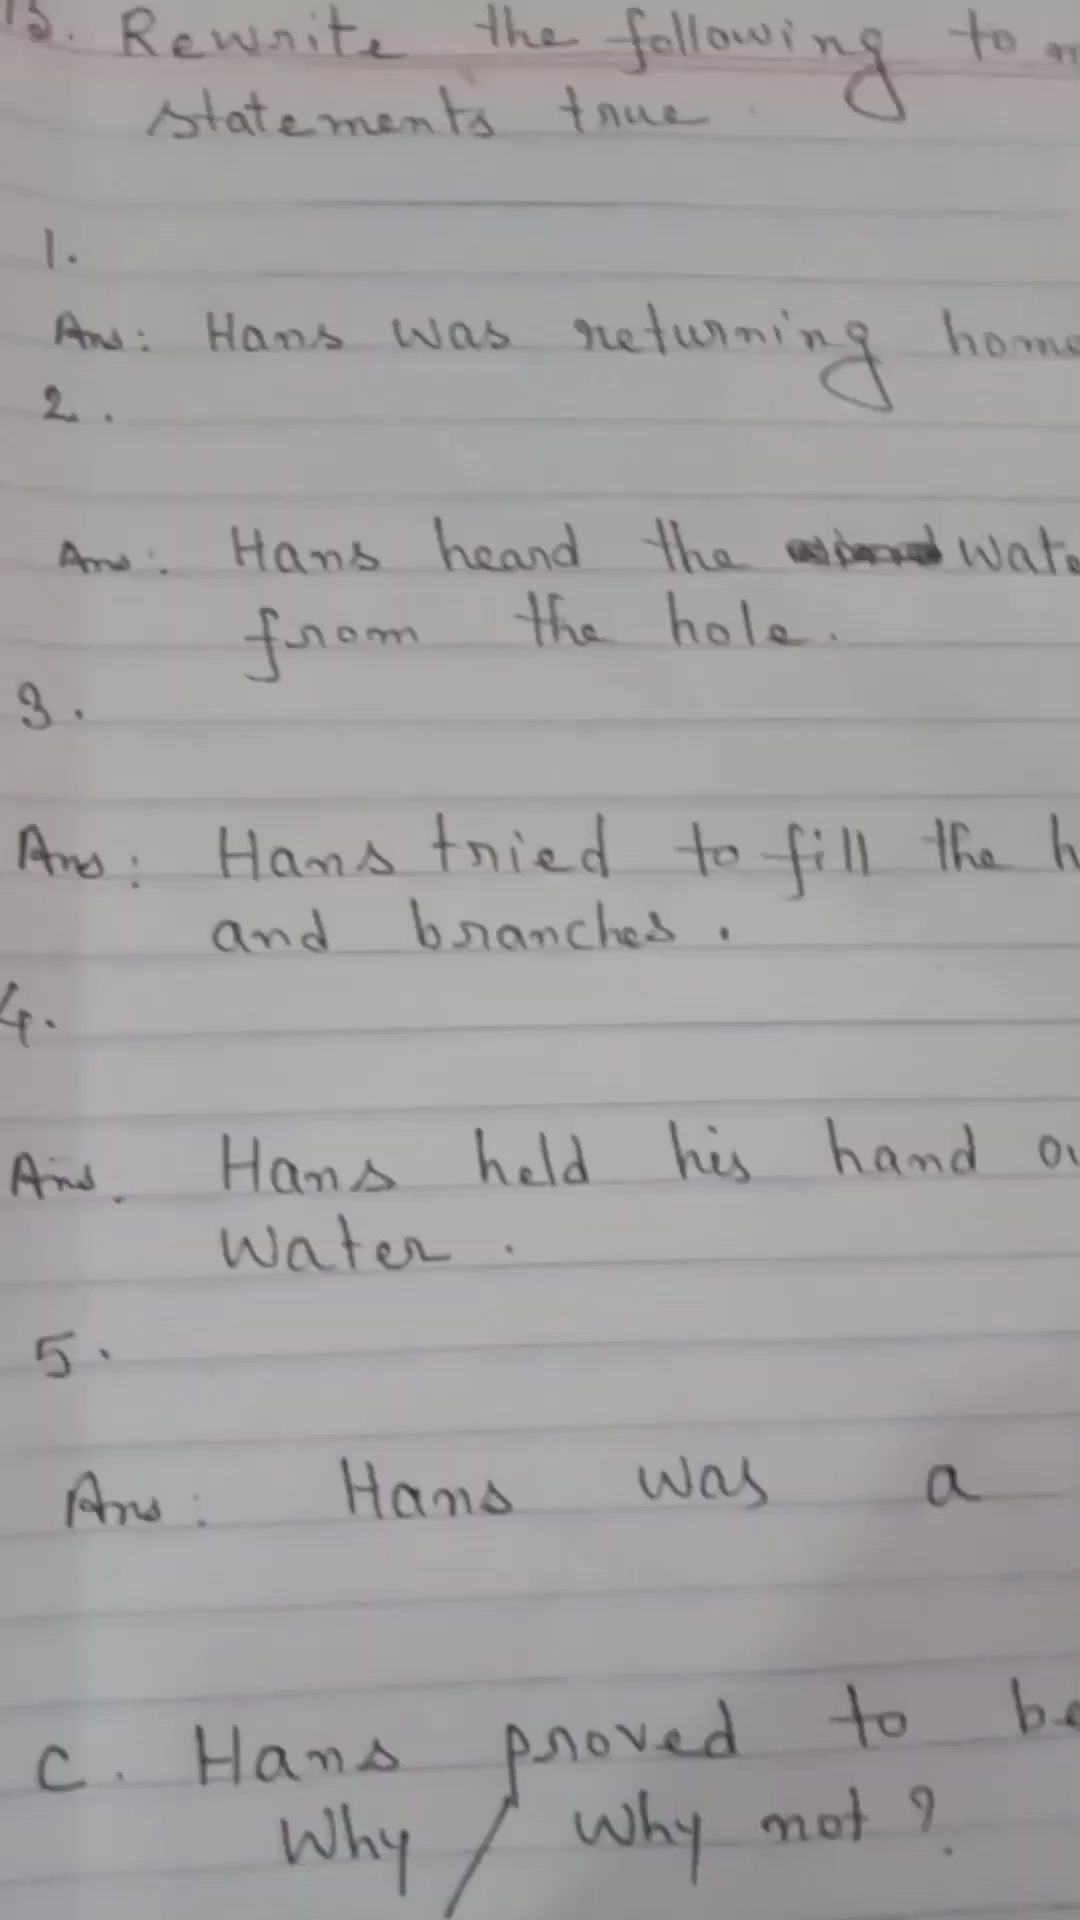 B. Rewrite the following to
statements true.
1.
Ans: Hans was returning home
2.
Ans: Hans heard the wate
from the hole.
3.
Ans: Hans tried to fill the h
and branches.
4.
Ans. Hans held his hand
Water.
5.
Ans: Hans was a
C. Hans proved to be
Why / Why not?